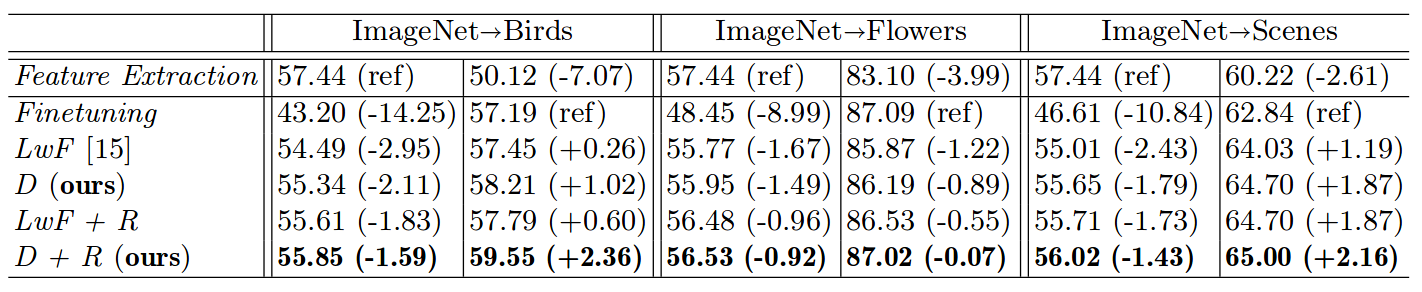 ImageNet→Birds ImageNet→Flowers ImageNet→Scenes
Feature Extraction 57.44 (ref) 50.12 (-7.07) 57.44 (ref) 83.10 (-3.99) 57.44 (ref) 60.22 (-2.61)
Finetuning 43.20 (-14.25) 57.19 (ref) 48.45 (-8.99) 87.09 (ref) 46.61 (-10.84) 62.84 (ref)
LwF [15] 54.49 (-2.95) 57.45 (+0.26) 55.77 (-1.67) 85.87 (-1.22) 55.01 (-2.43) 64.03 (+1.19)
D (ours) 55.34 (-2.11) 58.21 (+1.02) 55.95 (-1.49) 86.19 (-0.89) 55.65 (-1.79) 64.70 (+1.87)
LwF + R 55.61 (-1.83) 57.79 (+0.60) 56.48 (-0.96) 86.53 (-0.55) 55.71 (-1.73) 64.70 (+1.87)
D + R (ours) 55.85 (-1.59) 59.55 (+2.36) 56.53 (-0.92) 87.02 (-0.07) 56.02 (-1.43) 65.00 (+2.16)